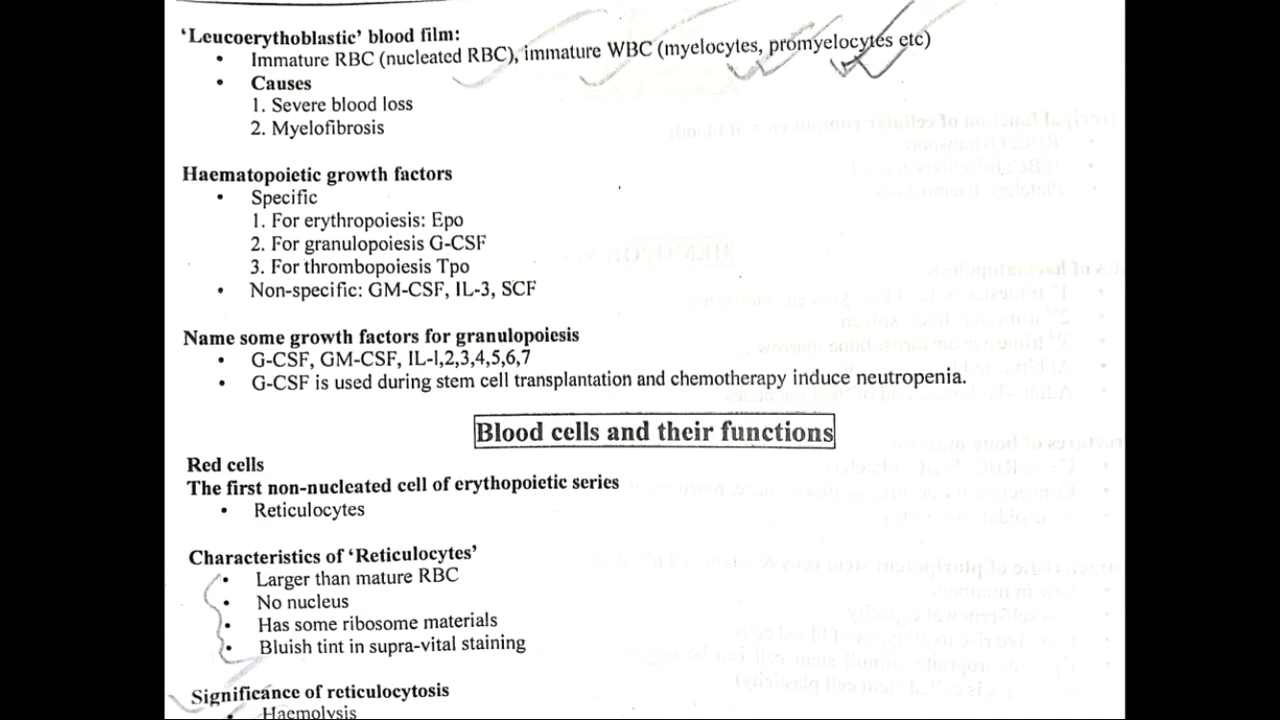 'Leucoerythoblastic' blood film:
• Immature RBC (nucleated RBC), immature WBC (myelocytes, promyelocytes etc)
• Causes
1. Severe blood loss
2. Myelofibrosis
Haematopoietic growth factors
• Specific
1. For erythropoiesis: Epo
2. For granulopoiesis G-CSF
3. For thrombopoiesis Tpo
• Non-specific: GM-CSF, IL-3, SCF
Name some growth factors for granulopoiesis
• G-CSF, GM-CSF, IL-1,2,3,4,5,6,7
• G-CSF is used during stem cell transplantation and chemotherapy induce neutropenia.
Blood cells and their functions
Red cells
The first non-nucleated cell of erythopoietic series
• Reticulocytes
Characteristics of 'Reticulocytes'
• Larger than mature RBC
• No nucleus
• Has some ribosome materials
• Bluish tint in supra-vital staining
Significance of reticulocytosis
• Haemolysis